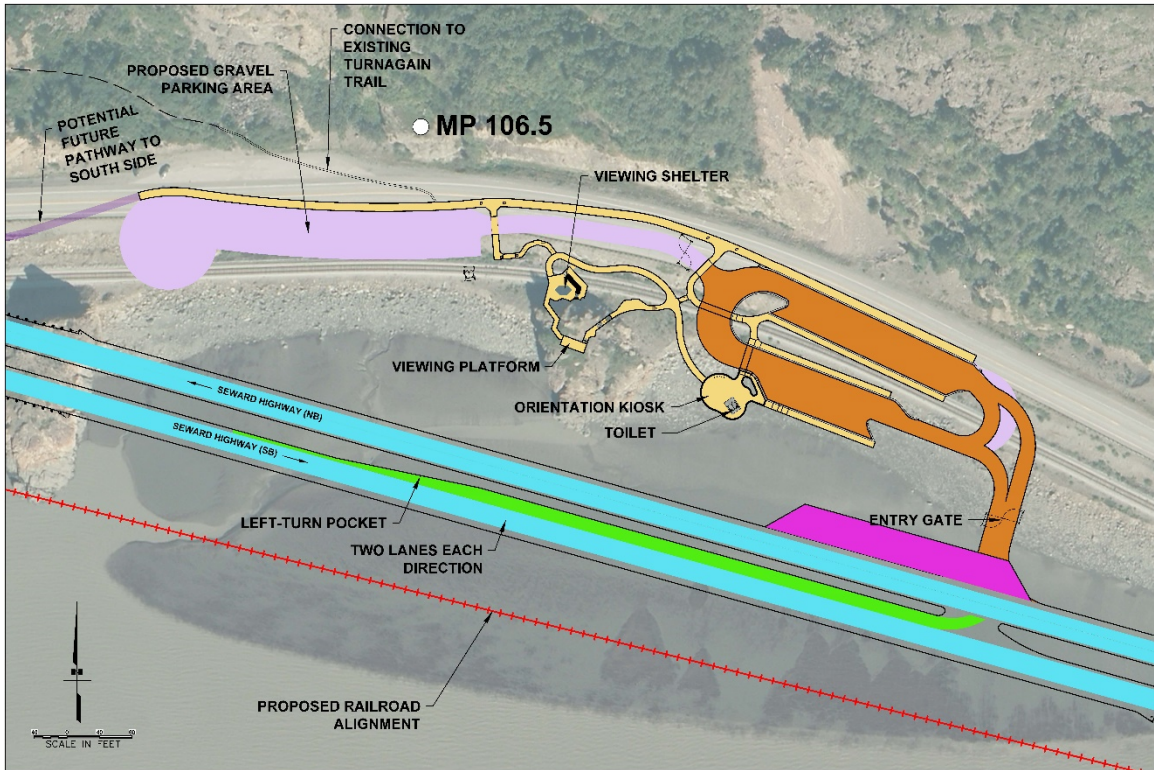 CONNECTION TO
EXISTING
TURNAGAIN
TRAIL
PROPOSED GRAVEL
PARKING AREA
POTENTIAL
FUTURE
PATHWAY TO
SOUTH SIDE
MP 106.5
VIEWING SHELTER
VIEWING PLATFORM
ORIENTATION KIOSK
TOILET
SEWARD HIGHWAY (NB)
SEWARD HIGHWAY (SB)
LEFT-TURN POCKET
TWO LANES EACH
DIRECTION
ENTRY GATE
PROPOSED RAILROAD
ALIGNMENT
SCALE IN FEET